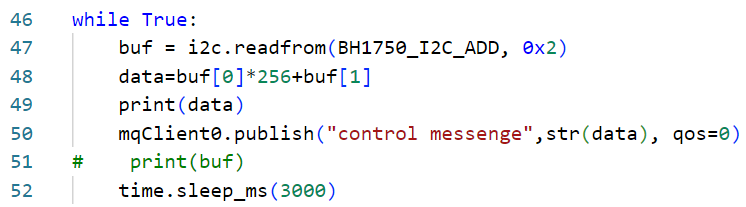 46 while True:
47     buf = i2c.readfrom(BH1750_I2C_ADD, 0x2)
48     data=buf[0]*256+buf[1]
49     print(data)
50     mqClient0.publish("control messenge",str(data), qos=0)
51 #    print(buf)
52     time.sleep_ms(3000)